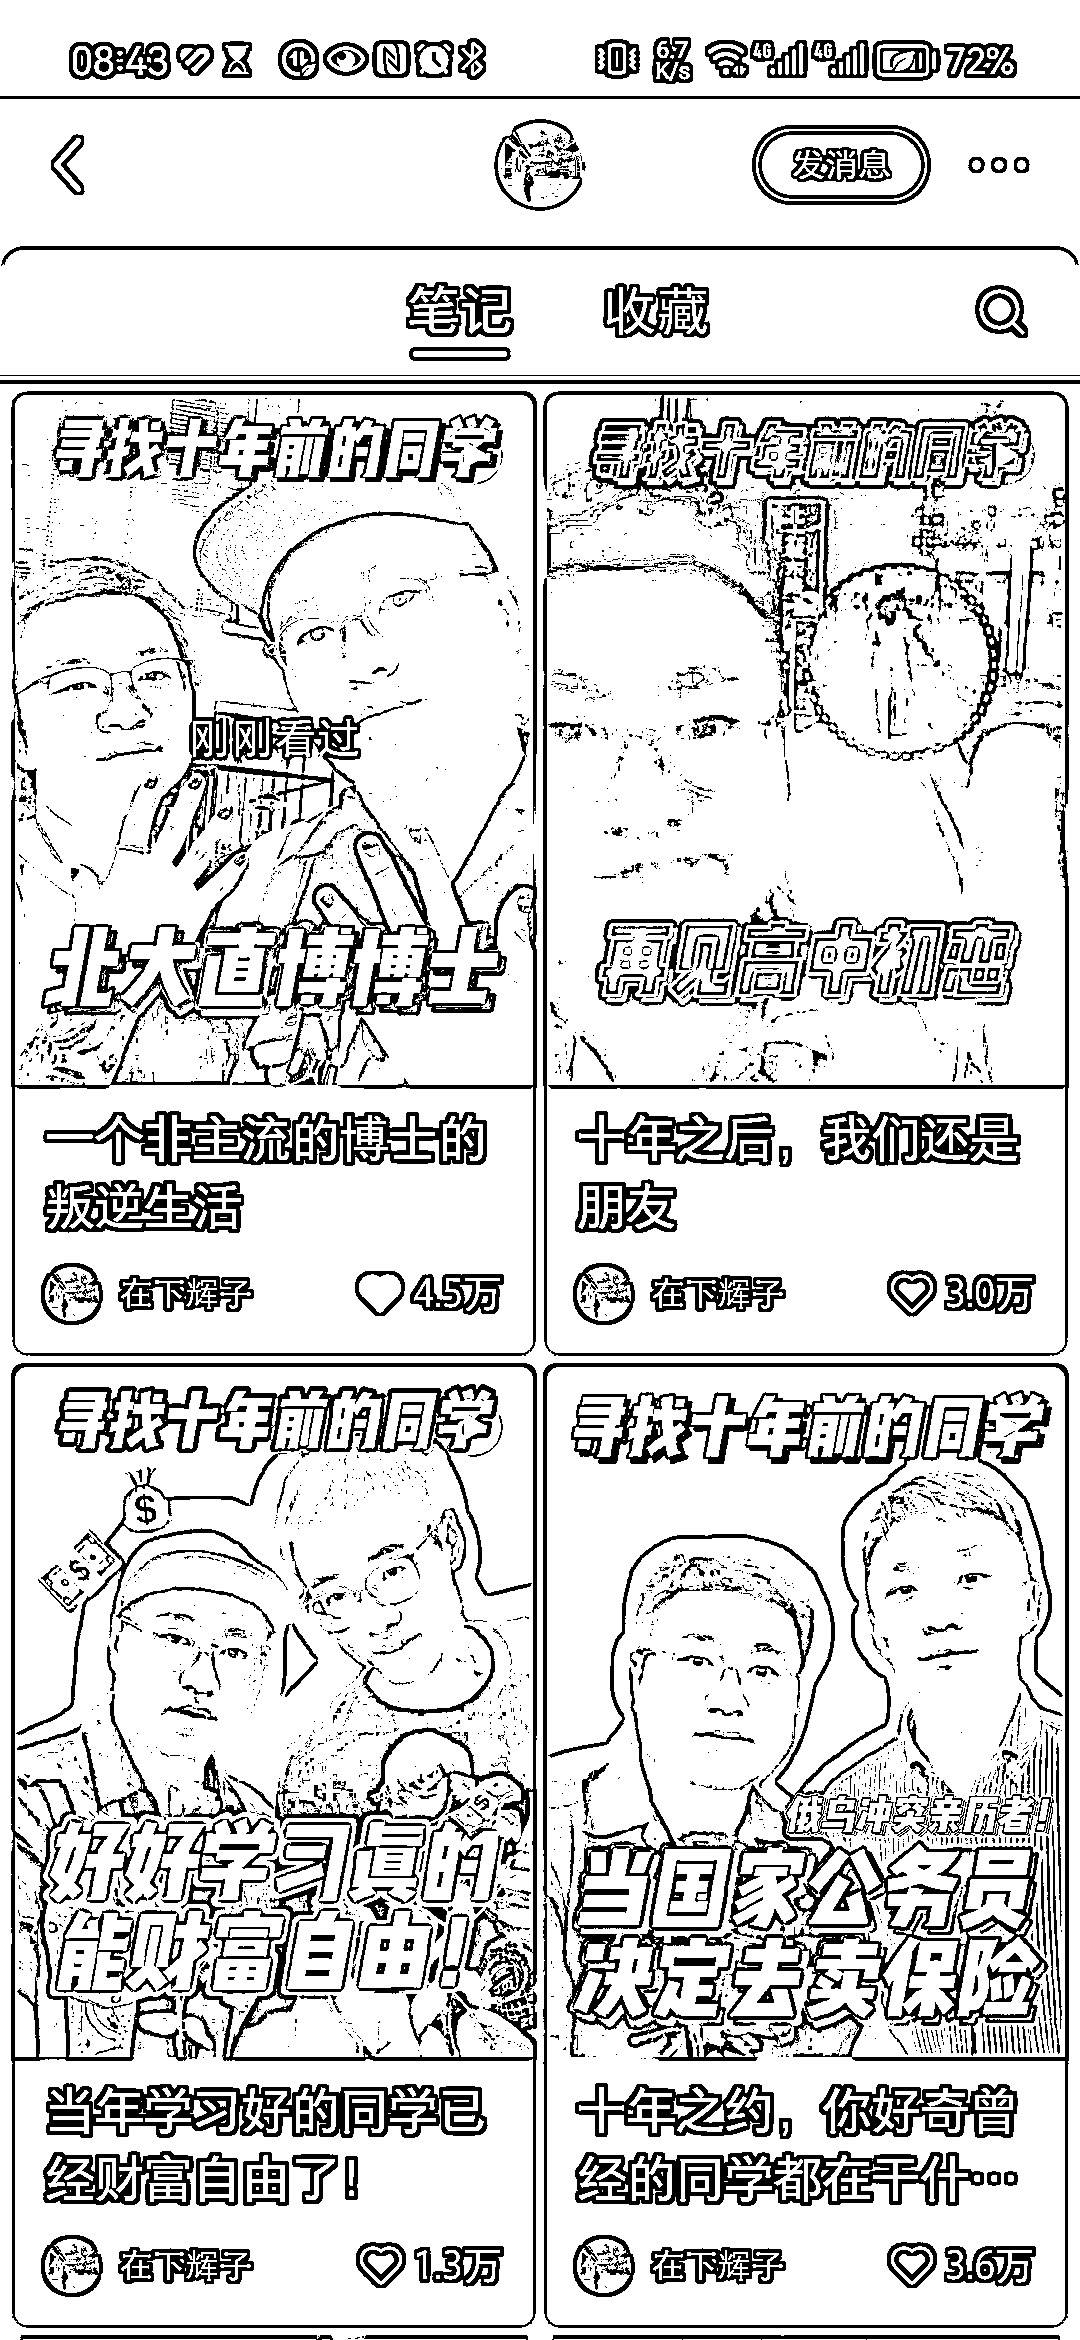 08:43
6.7
K/s
4G
4G
72%
发消息
笔记
收藏
寻找十年前的同学
刚刚看过
北大直博博士
一个非主流的博士的
叛逆生活
在下辉子
4.5万
寻找十年前的同学
再见高中初恋
十年之后，我们还是
朋友
在下辉子
3.0万
寻找十年前的同学
好好学习真的
能财富自由！
当年学习好的同学已
经财富自由了！
在下辉子
1.3万
寻找十年前的同学
俄乌冲突亲历者！
当国家公务员
决定去卖保险
十年之约，你好奇曾
经的同学都在干什…
在下辉子
3.6万